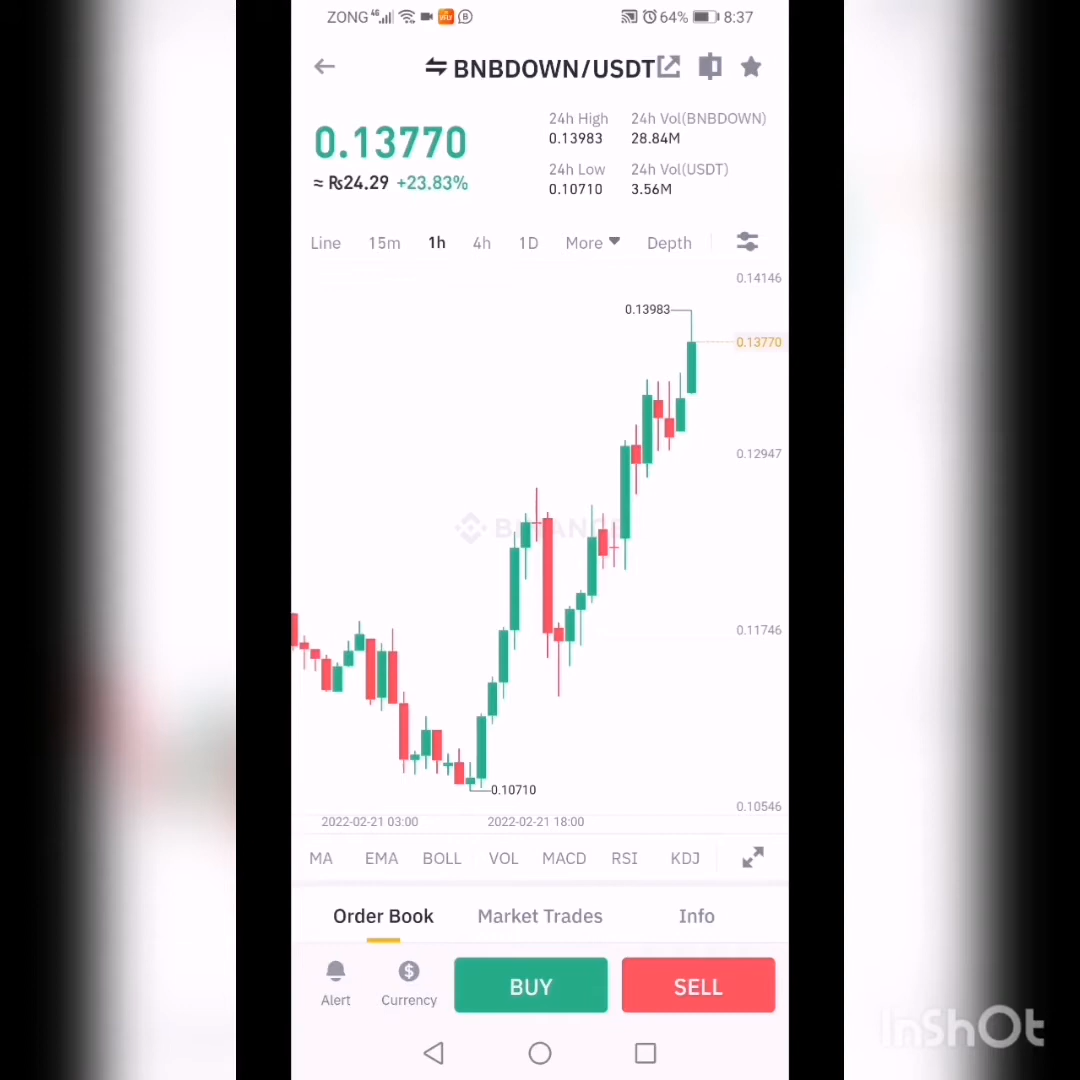 ZONG 4G 64% 8:37
BNBDOWN/USDT
0.13770
≈ ₨24.29 +23.83%
24h High
0.13983
24h Vol(BNBDOWN)
28.84M
24h Low
0.10710
24h Vol(USDT)
3.56M
Line 15m 1h 4h 1D More Depth
0.14146
0.13983
0.13770
0.12947
0.11746
0.10710
0.10546
2022-02-21 03:00 2022-02-21 18:00
MA EMA BOLL VOL MACD RSI KDJ
Order Book Market Trades Info
Alert Currency BUY SELL
InShOt